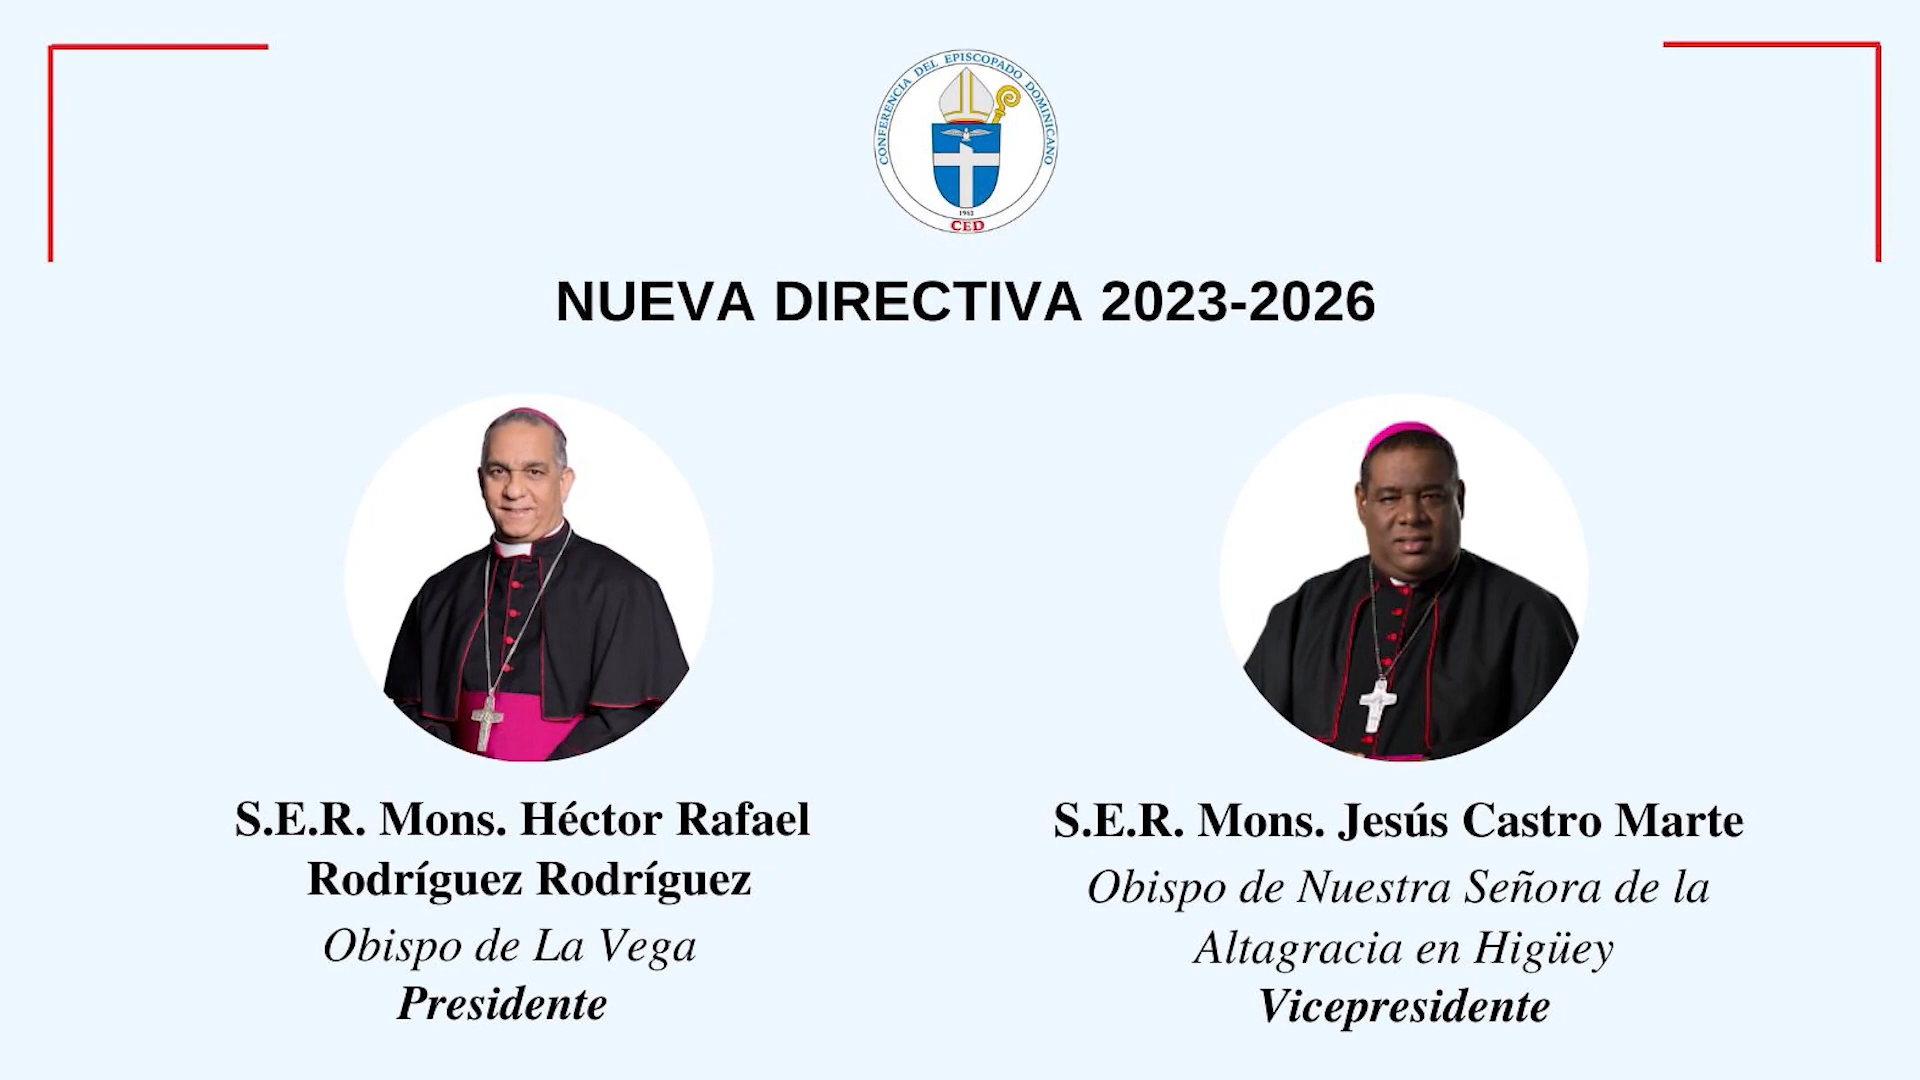 CONFERENCIA DEL EPISCOPADO DOMINICANO
CED
NUEVA DIRECTIVA 2023-2026
S.E.R. Mons. Héctor Rafael
Rodríguez Rodríguez
Obispo de La Vega
Presidente
S.E.R. Mons. Jesús Castro Marte
Obispo de Nuestra Señora de la
Altagracia en Higüey
Vicepresidente